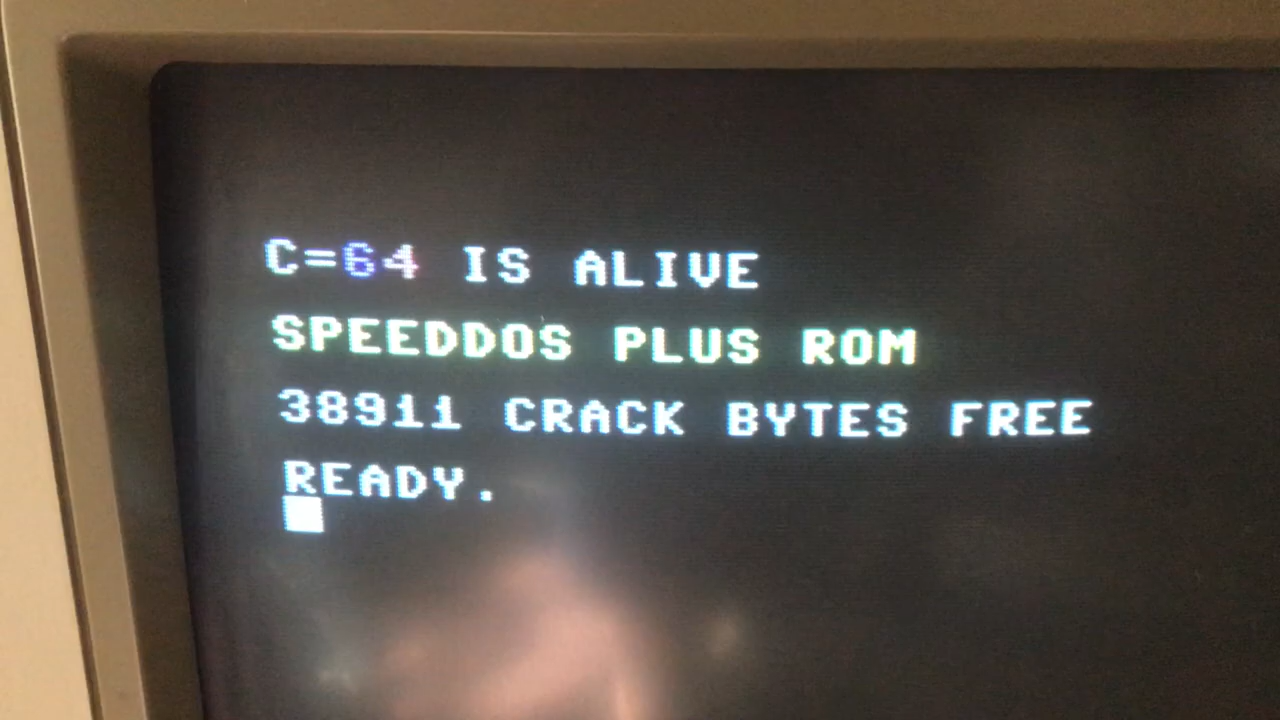 C=64 IS ALIVE
SPEEDDOS PLUS ROM
38911 CRACK BYTES FREE
READY.